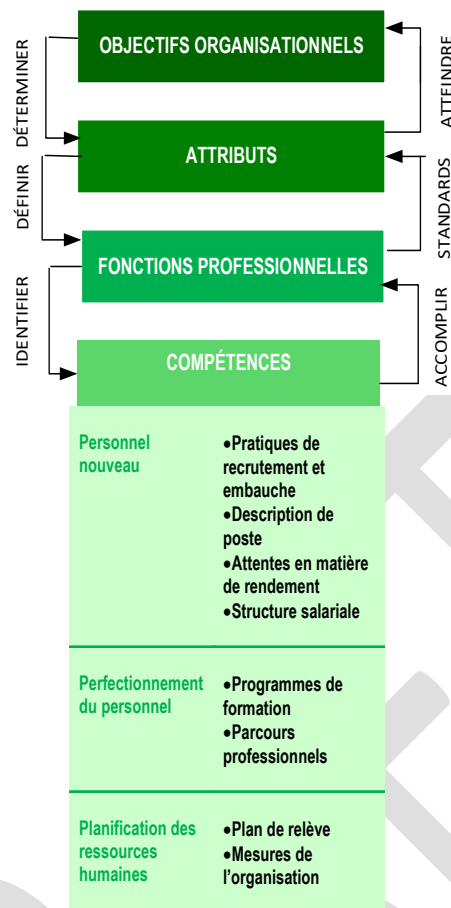 OBJECTIFS ORGANISATIONNELS
DÉTERMINER
ATTEINDRE
ATTRIBUTS
DÉFINIR
STANDARDS
FONCTIONS PROFESSIONNELLES
IDENTIFIER
ACCOMPLIR
COMPÉTENCES
Personnel
nouveau
•Pratiques de
recrutement et
embauche
•Description de
poste
•Attentes en matière
de rendement
•Structure salariale
Perfectionnement
du personnel
•Programmes de
formation
•Parcours
professionnels
Planification des
ressources
humaines
•Plan de relève
•Mesures de
l'organisation